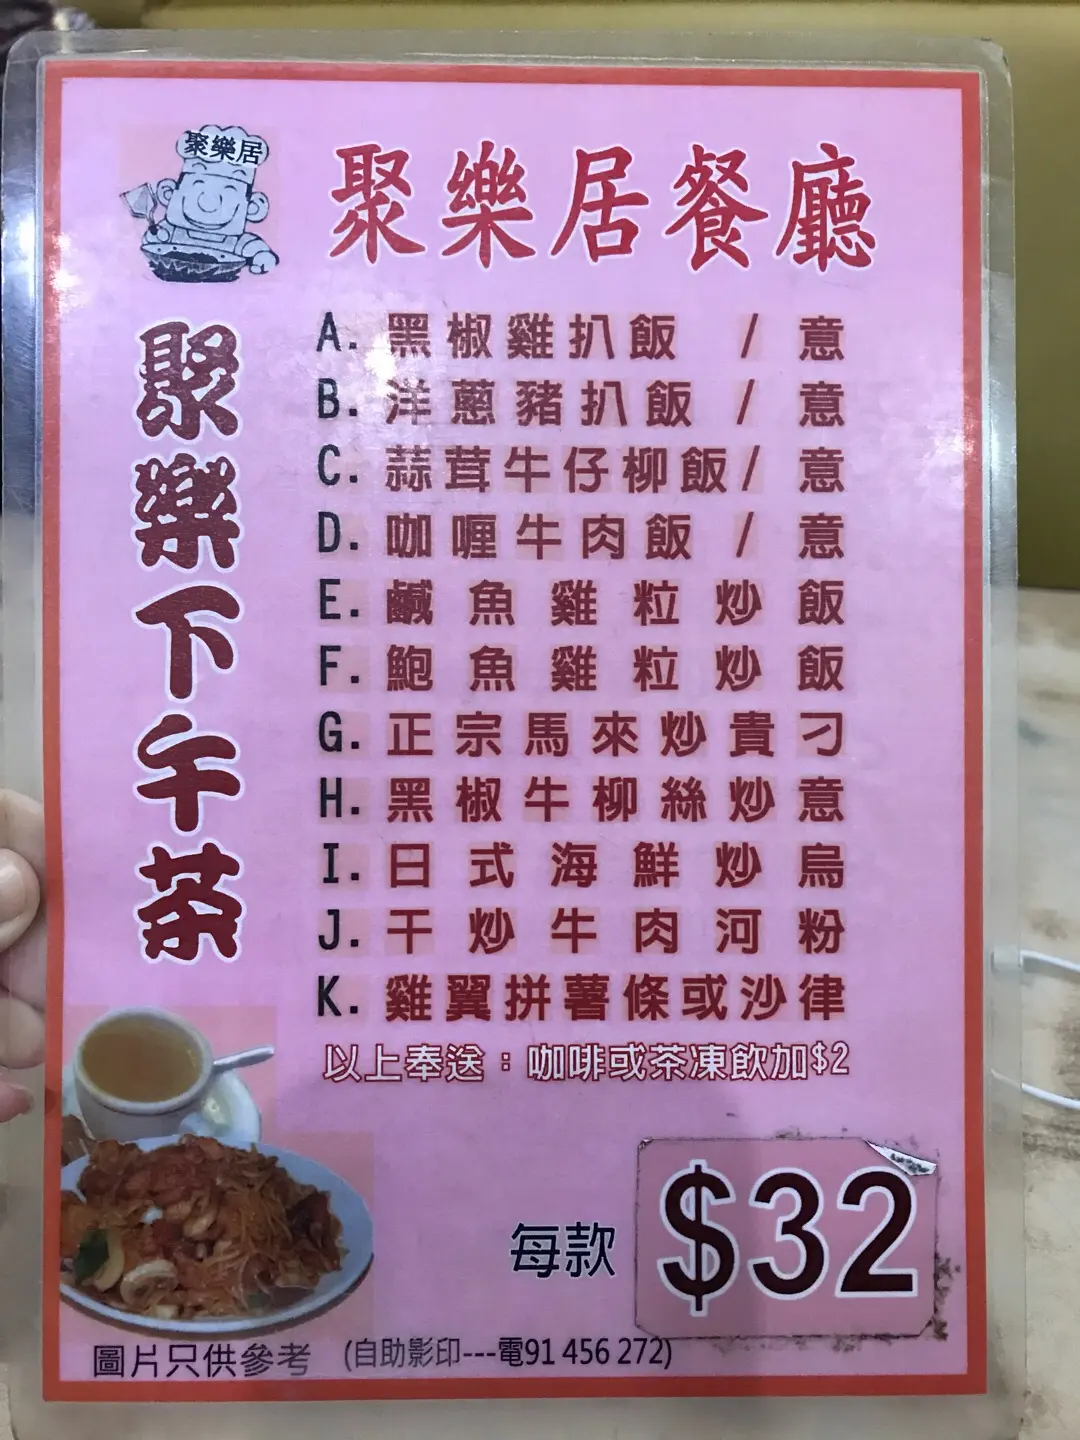 聚樂居
聚樂居餐廳
聚樂下午茶
A. 黑椒雞扒飯 / 意
B. 洋蔥豬扒飯 / 意
C. 蒜茸牛仔柳飯 / 意
D. 咖喱牛肉飯 / 意
E. 鹹魚雞粒炒飯
F. 鮑魚雞粒炒飯
G. 正宗馬來炒貴刁
H. 黑椒牛柳絲炒意
I. 日式海鮮炒烏
J. 干炒牛肉河粉
K. 雞翼拼薯條或沙律
以上奉送：咖啡或茶凍飲加$2
每款 $32
圖片只供參考 (自助影印---電91 456 272)